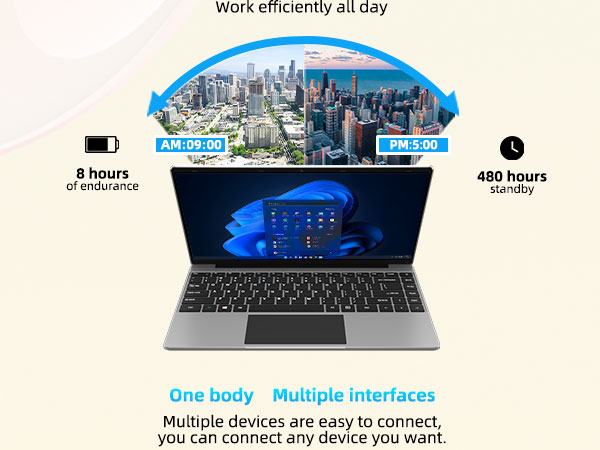 Work efficiently all day
AM:09:00
PM:5:00
8 hours
of endurance
480 hours
standby
One body Multiple interfaces
Multiple devices are easy to connect,
you can connect any device you want.